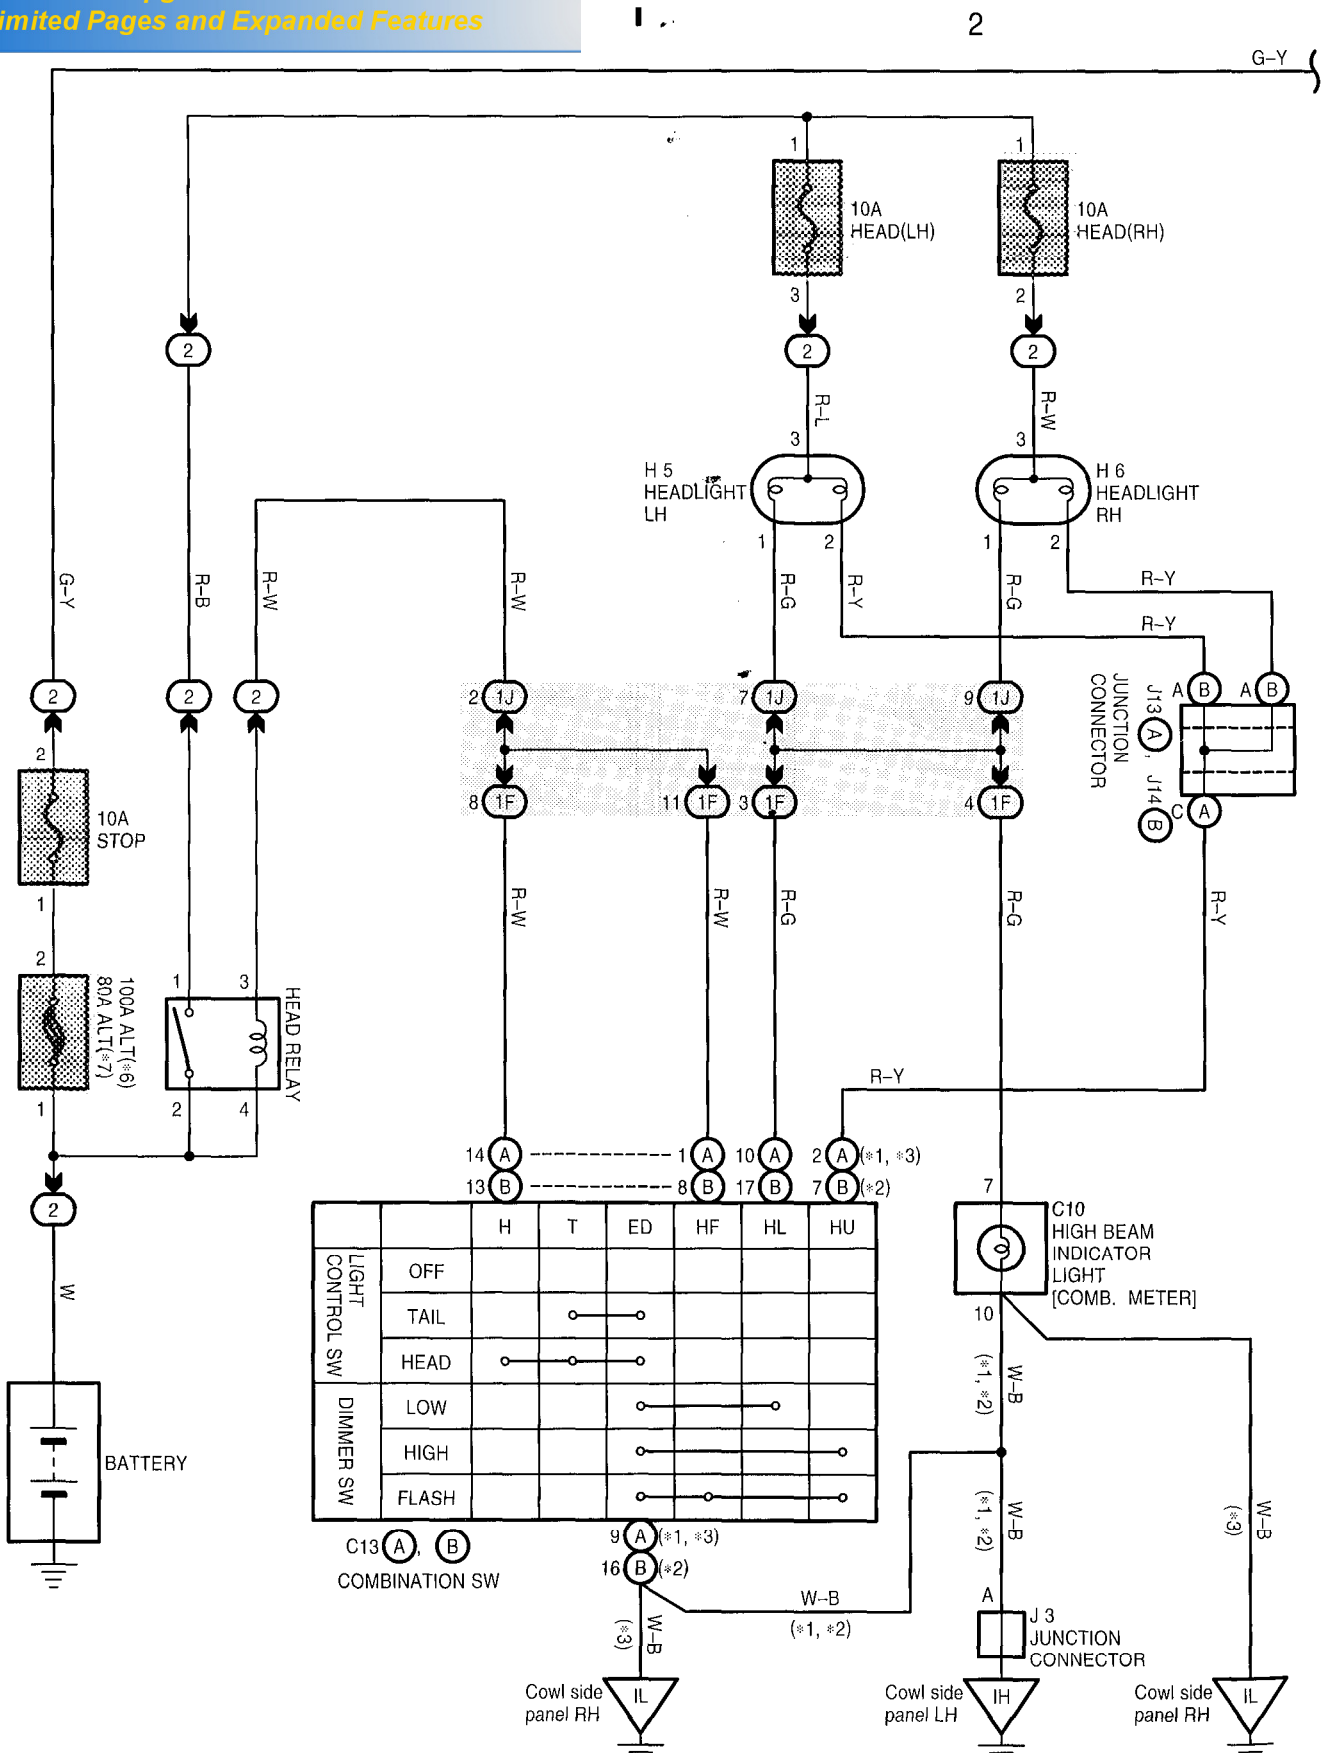 imited Pages and Expanded Features
2
G-Y
1
10A
HEAD(LH)
3
2
1
10A
HEAD(RH)
2
2
2
R-L
R-W
3
3
H 5
HEADLIGHT
LH
H 6
HEADLIGHT
RH
1
2
1
2
G-Y
R-B
R-W
R-W
R-G
R-Y
R-G
R-Y
R-Y
2
2
2
2 1J
7 1J
9 1J
A B
A B
JUNCTION
CONNECTOR
J13 A , J14 B
8 1F
11 1F
3 1F
4 1F
C A
2
10A
STOP
1
2
100A ALT(*6)
80A ALT(*7)
1
R-W
R-W
R-G
R-G
R-Y
1
3
HEAD RELAY
2
4
2
W
BATTERY
R-Y
14 A
1 A
10 A
2 A (*1, *3)
13 B
8 B
17 B
7 B (*2)
H T ED HF HL HU
LIGHT
CONTROL SW
OFF
TAIL
HEAD
DIMMER SW
LOW
HIGH
FLASH
C13 A , B
COMBINATION SW
9 A (*1, *3)
16 B (*2)
7
C10
HIGH BEAM
INDICATOR
LIGHT
[COMB. METER]
10
W-B
(*1, *2)
W-B
(*1, *2)
W-B
(*3)
W-B
(*1, *2)
W-B
(*3)
A
J 3
JUNCTION
CONNECTOR
Cowl side
panel RH
IL
Cowl side
panel LH
IH
Cowl side
panel RH
IL